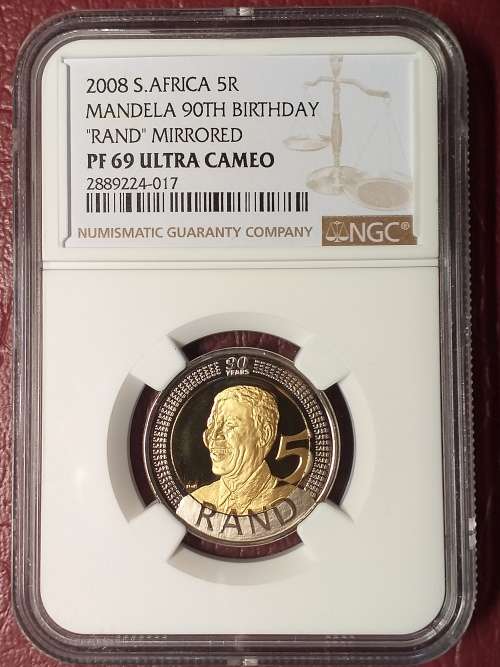 2008 S.AFRICA 5R
MANDELA 90TH BIRTHDAY
"RAND" MIRRORED
PF 69 ULTRA CAMEO
2889224-017
NUMISMATIC GUARANTY COMPANY
NGC®
90
YEARS
5
RAND